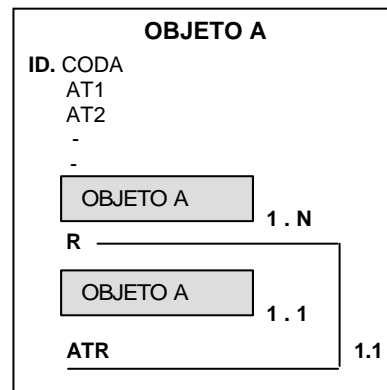 OBJETO A
ID. CODA
AT1
AT2
-
-
OBJETO A
1 . N
R
OBJETO A
1 . 1
ATR 1.1